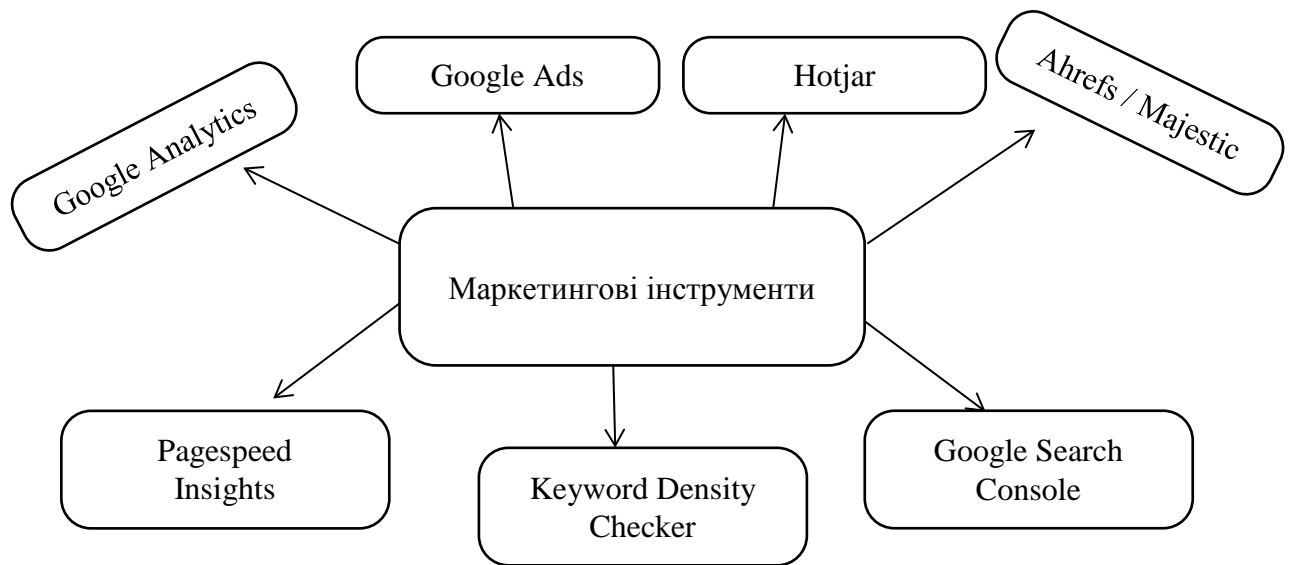 Google Analytics
Google Ads
Hotjar
Ahrefs / Majestic
Маркетингові інструменти
Pagespeed
Insights
Keyword Density
Checker
Google Search
Console